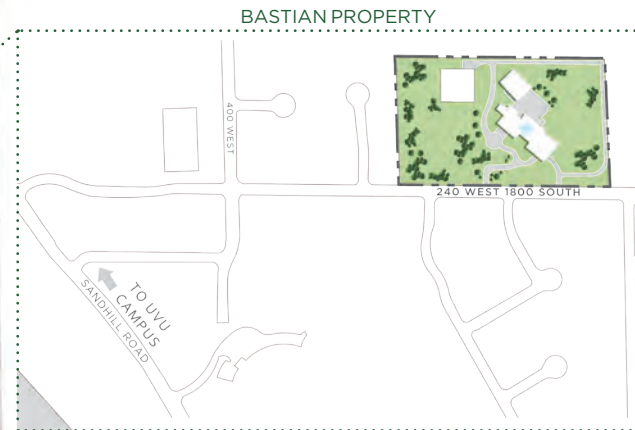 BASTIAN PROPERTY
400 WEST
240 WEST 1800 SOUTH
TO UVU
CAMPUS
SANDHILL ROAD